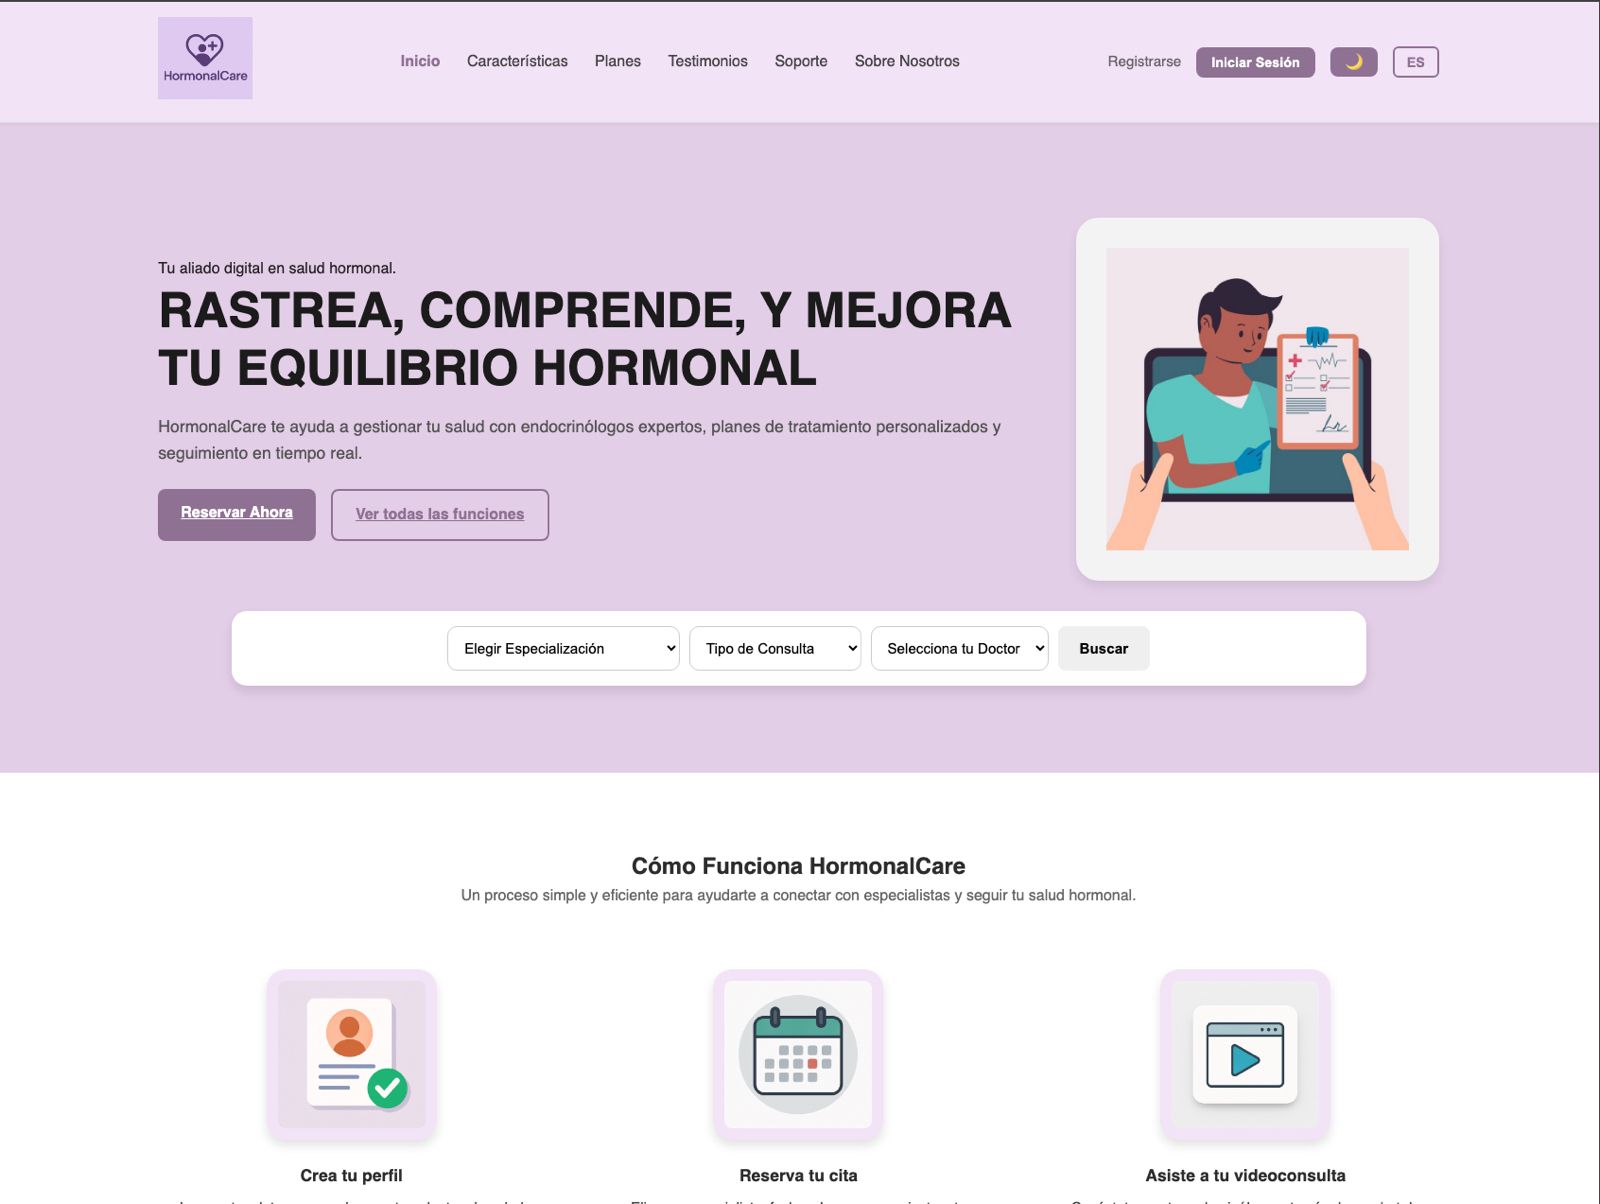 HormonalCare
Inicio
Características
Planes
Testimonios
Soporte
Sobre Nosotros
Registrarse
Iniciar Sesión
ES
Tu aliado digital en salud hormonal.
RASTREA, COMPRENDE, Y MEJORA
TU EQUILIBRIO HORMONAL
HormonalCare te ayuda a gestionar tu salud con endocrinólogos expertos, planes de tratamiento personalizados y
seguimiento en tiempo real.
Reservar Ahora
Ver todas las funciones
Elegir Especialización
Tipo de Consulta
Selecciona tu Doctor
Buscar
Cómo Funciona HormonalCare
Un proceso simple y eficiente para ayudarte a conectar con especialistas y seguir tu salud hormonal.
Crea tu perfil
Reserva tu cita
Asiste a tu videoconsulta